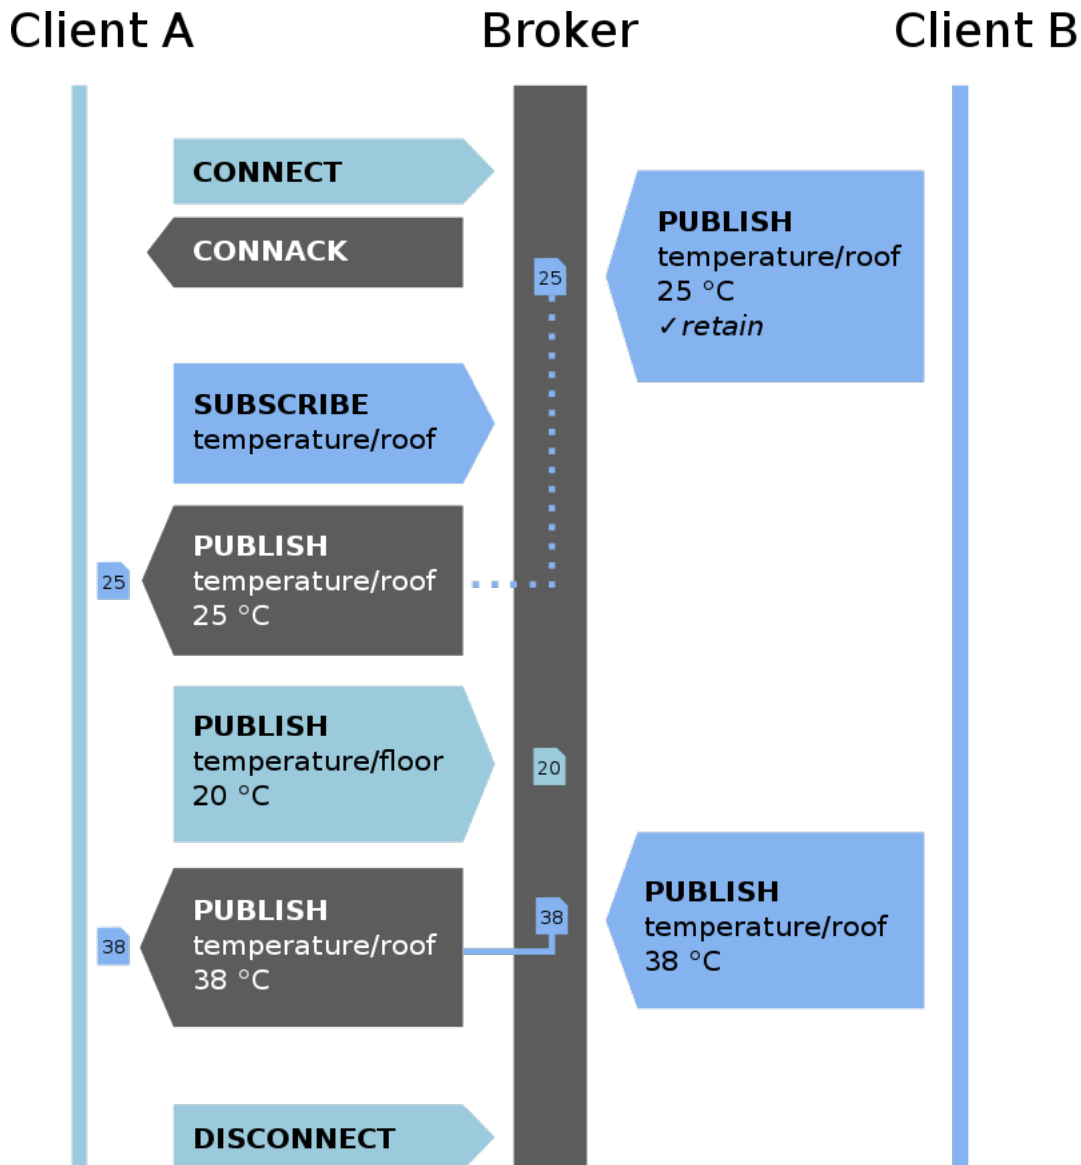 Client A
Broker
Client B
CONNECT
PUBLISH
temperature/roof
25 °C
✓retain
CONNACK
25
SUBSCRIBE
temperature/roof
PUBLISH
temperature/roof
25 °C
25
PUBLISH
temperature/floor
20 °C
20
PUBLISH
temperature/roof
38 °C
38
PUBLISH
temperature/roof
38 °C
38
DISCONNECT